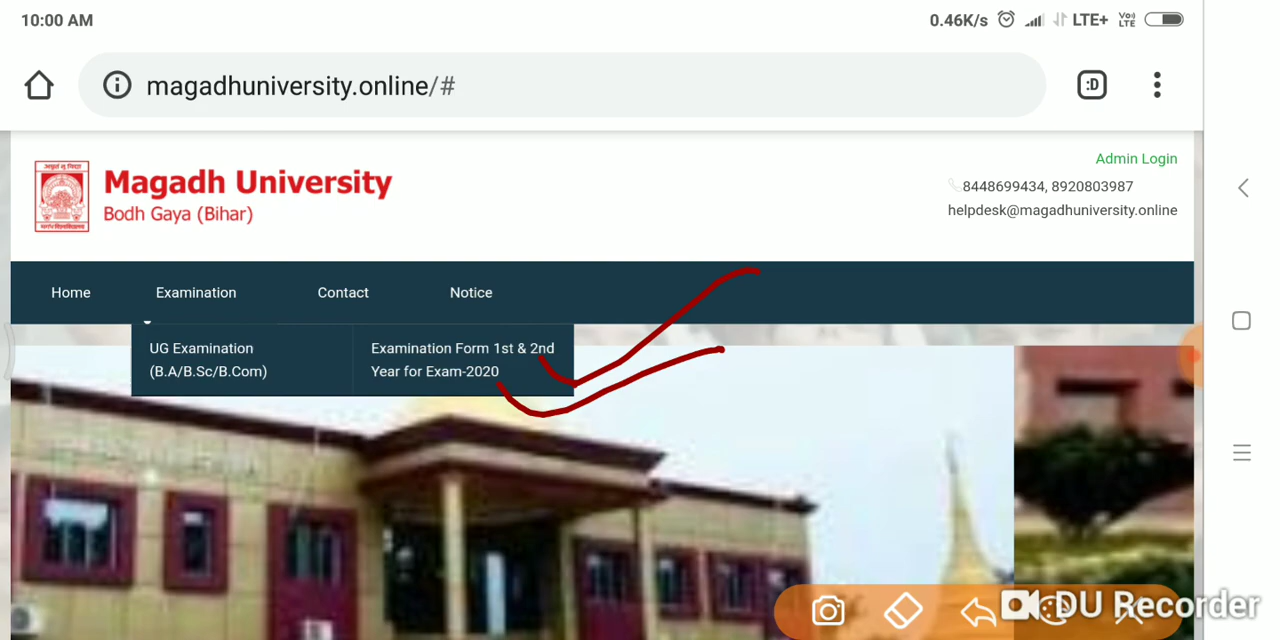 10:00 AM
0.46K/s LTE+ VoLTE
magadhuniversity.online/#
:D
Admin Login
Magadh University
8448699434, 8920803987
Bodh Gaya (Bihar)
helpdesk@magadhuniversity.online
Home Examination Contact Notice
UG Examination
(B.A/B.Sc/B.Com)
Examination Form 1st & 2nd
Year for Exam-2020
DU Recorder